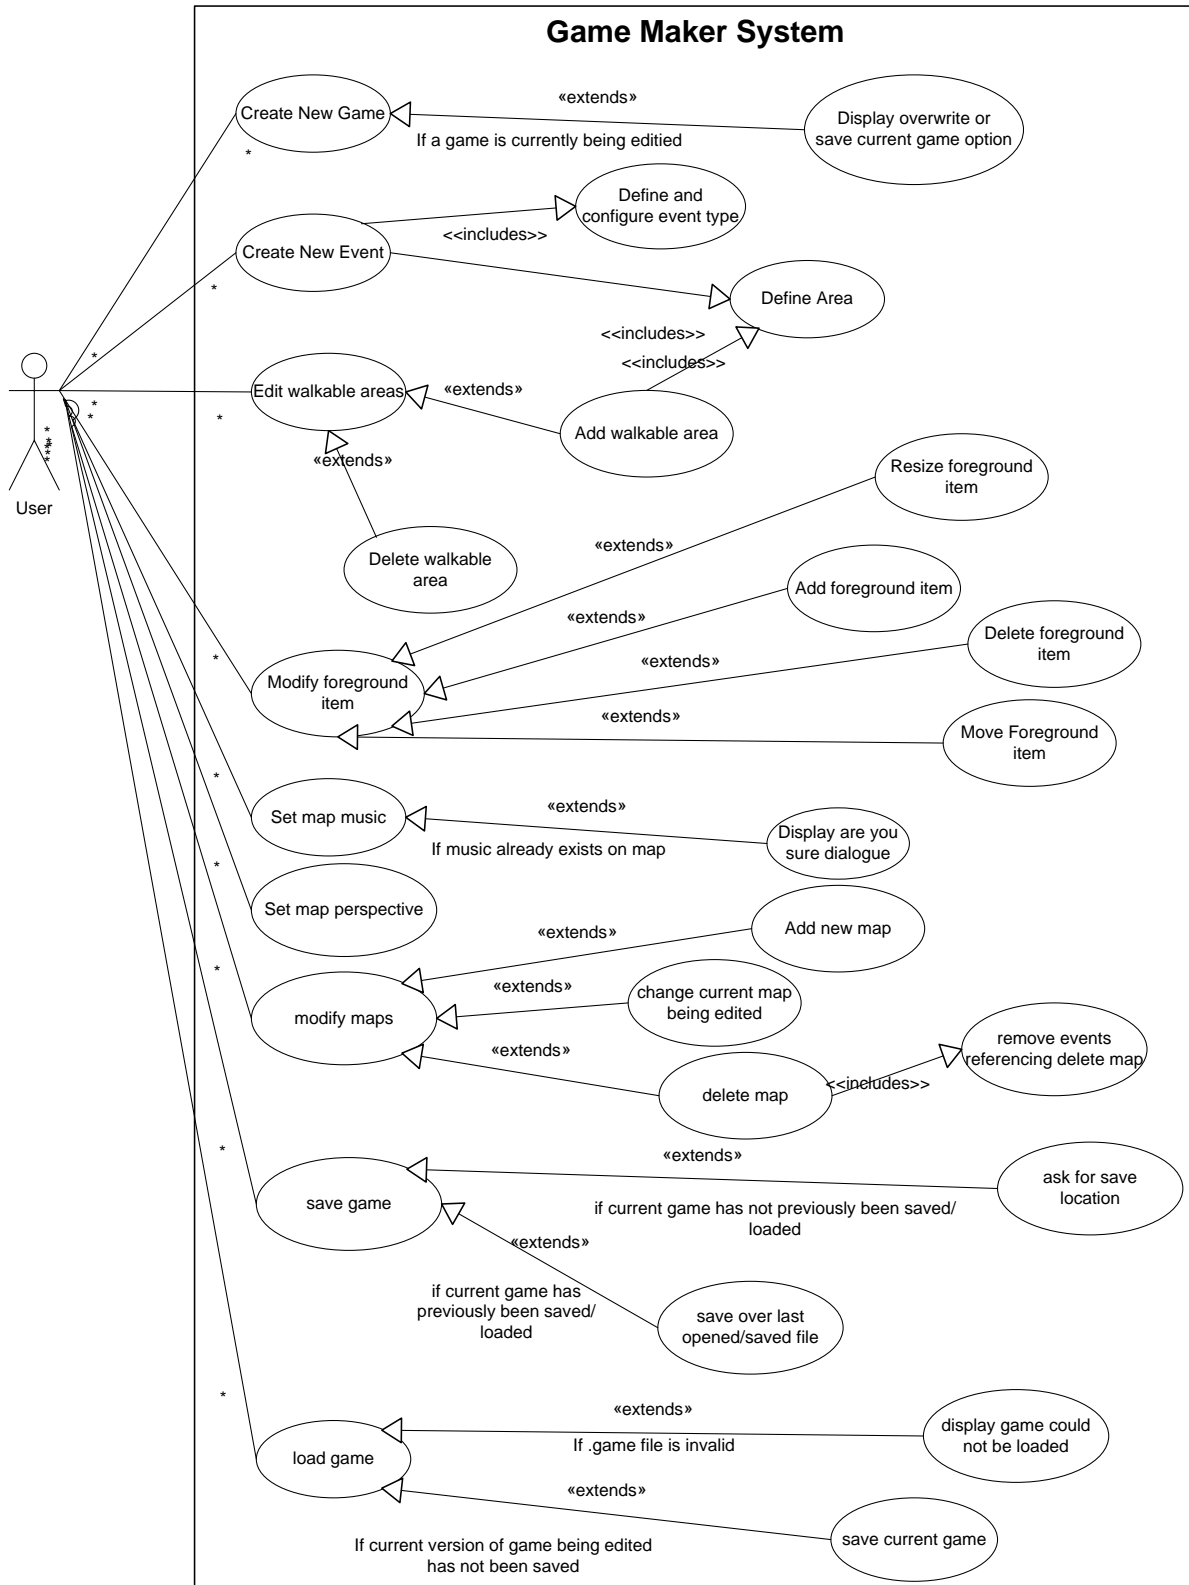 Game Maker System
Create New Game
«extends»
If a game is currently being editied
Display overwrite or
save current game option
*
Define and
configure event type
<<includes>>
Create New Event
*
Define Area
<<includes>>
<<includes>>
*
Edit walkable areas
«extends»
Add walkable area
*
*
*
*
*
*
*
*
*
User
«extends»
Delete walkable
area
Resize foreground
item
«extends»
Add foreground item
«extends»
Delete foreground
item
«extends»
*
Modify foreground
item
«extends»
Move Foreground
item
*
Set map music
«extends»
If music already exists on map
Display are you
sure dialogue
*
Set map perspective
Add new map
«extends»
*
modify maps
«extends»
change current map
being edited
«extends»
delete map
<<includes>>
remove events
referencing delete map
*
save game
«extends»
if current game has not previously been saved/
loaded
ask for save
location
«extends»
if current game has
previously been saved/
loaded
save over last
opened/saved file
*
load game
«extends»
If .game file is invalid
display game could
not be loaded
«extends»
If current version of game being edited
has not been saved
save current game